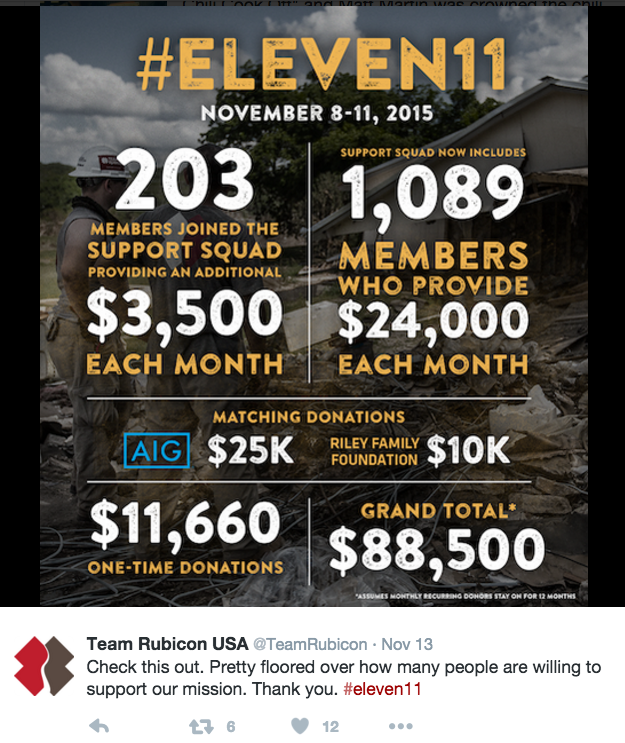 Chili Cook Off" and Matt Martin was crowned the chili
#ELEVEN11
NOVEMBER 8-11, 2015
203
MEMBERS JOINED THE
SUPPORT SQUAD
PROVIDING AN ADDITIONAL
$3,500
EACH MONTH
SUPPORT SQUAD NOW INCLUDES
1,089
MEMBERS
WHO PROVIDE
$24,000
EACH MONTH
MATCHING DONATIONS
AIG $25K
RILEY FAMILY
FOUNDATION $10K
$11,660
ONE-TIME DONATIONS
GRAND TOTAL*
$88,500
*ASSUMES MONTHLY RECURRING DONORS STAY ON FOR 12 MONTHS
Team Rubicon USA @TeamRubicon · Nov 13
Check this out. Pretty floored over how many people are willing to
support our mission. Thank you. #eleven11
6 12